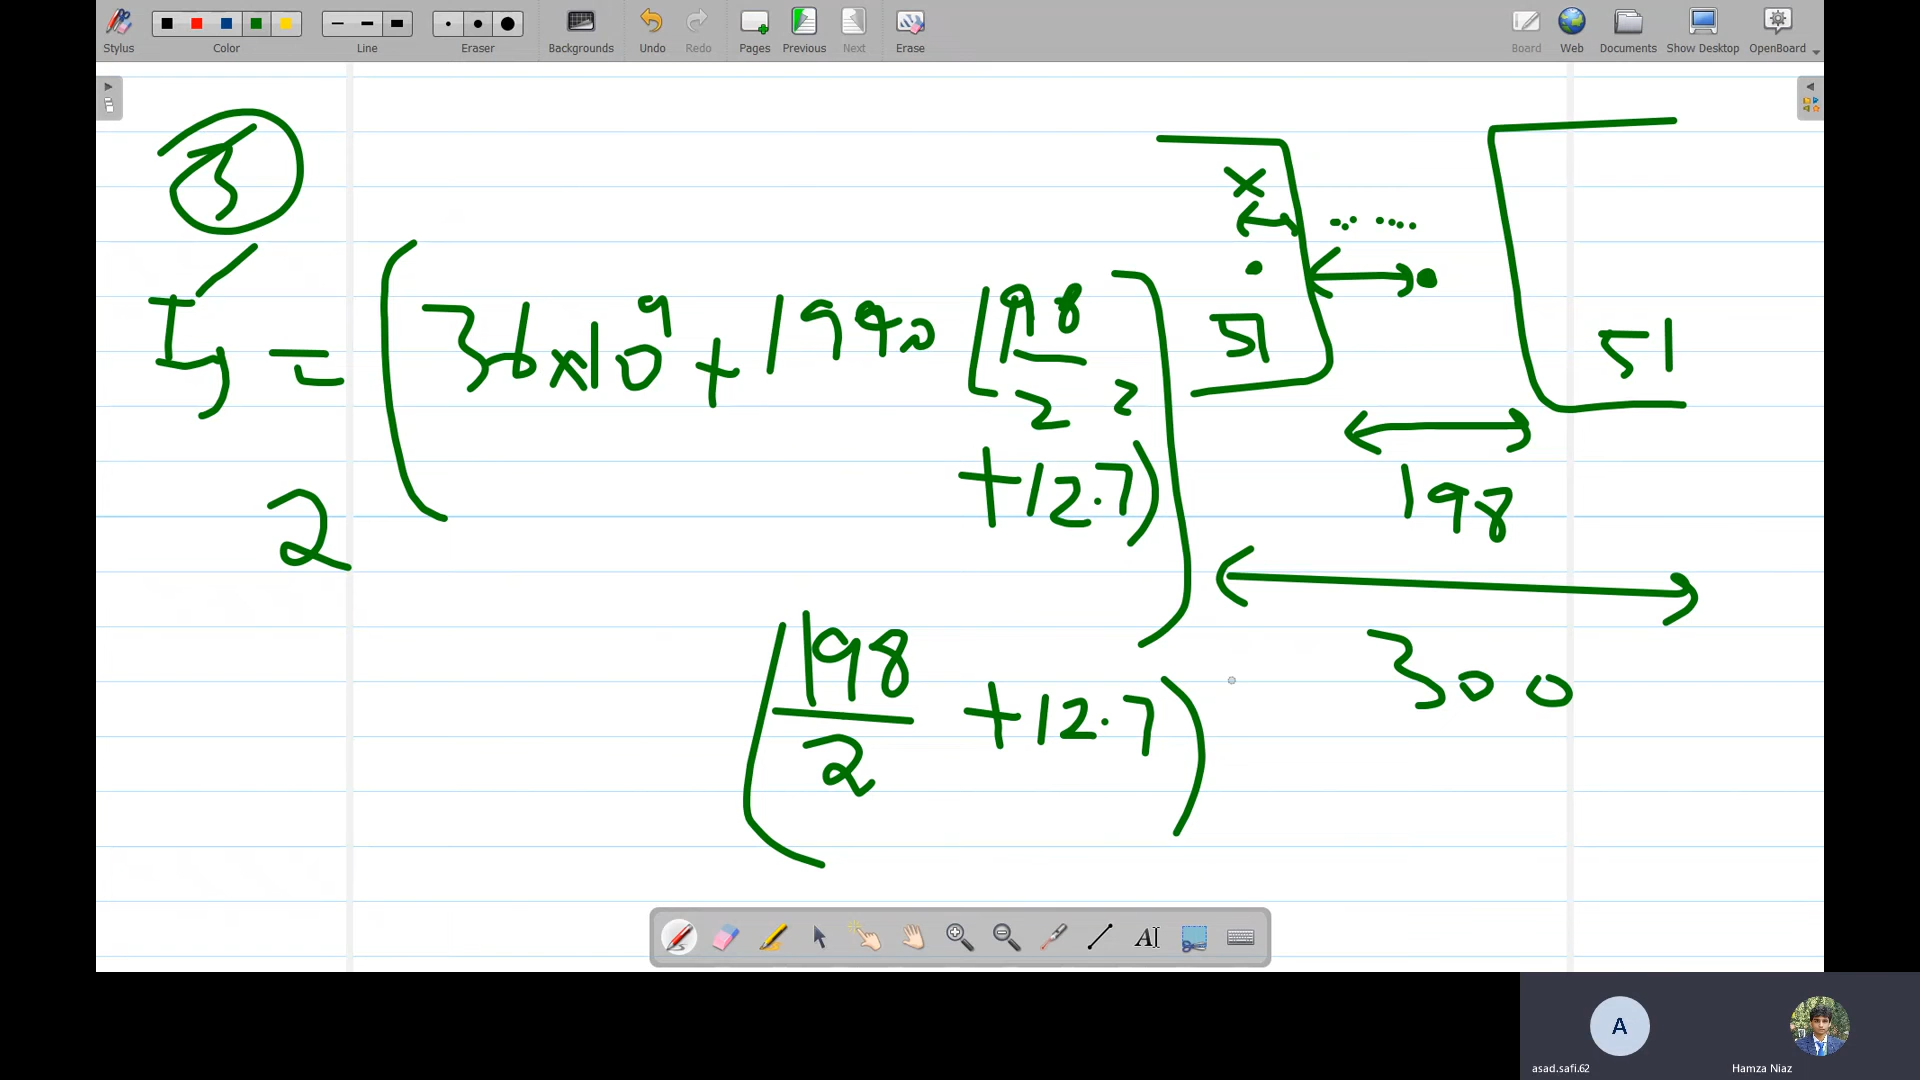 Stylus
Color
Line
Eraser
Backgrounds
Undo
Redo
Pages
Previous
Next
Erase
Board
Web
Documents
Show Desktop
OpenBoard
3
Iy' =
36x10⁹ + 1990 (198/2
+12.7)²
2
x
51
51
198
300
(198/2 +12.7)
A
asad.safi.62
Hamza Niaz